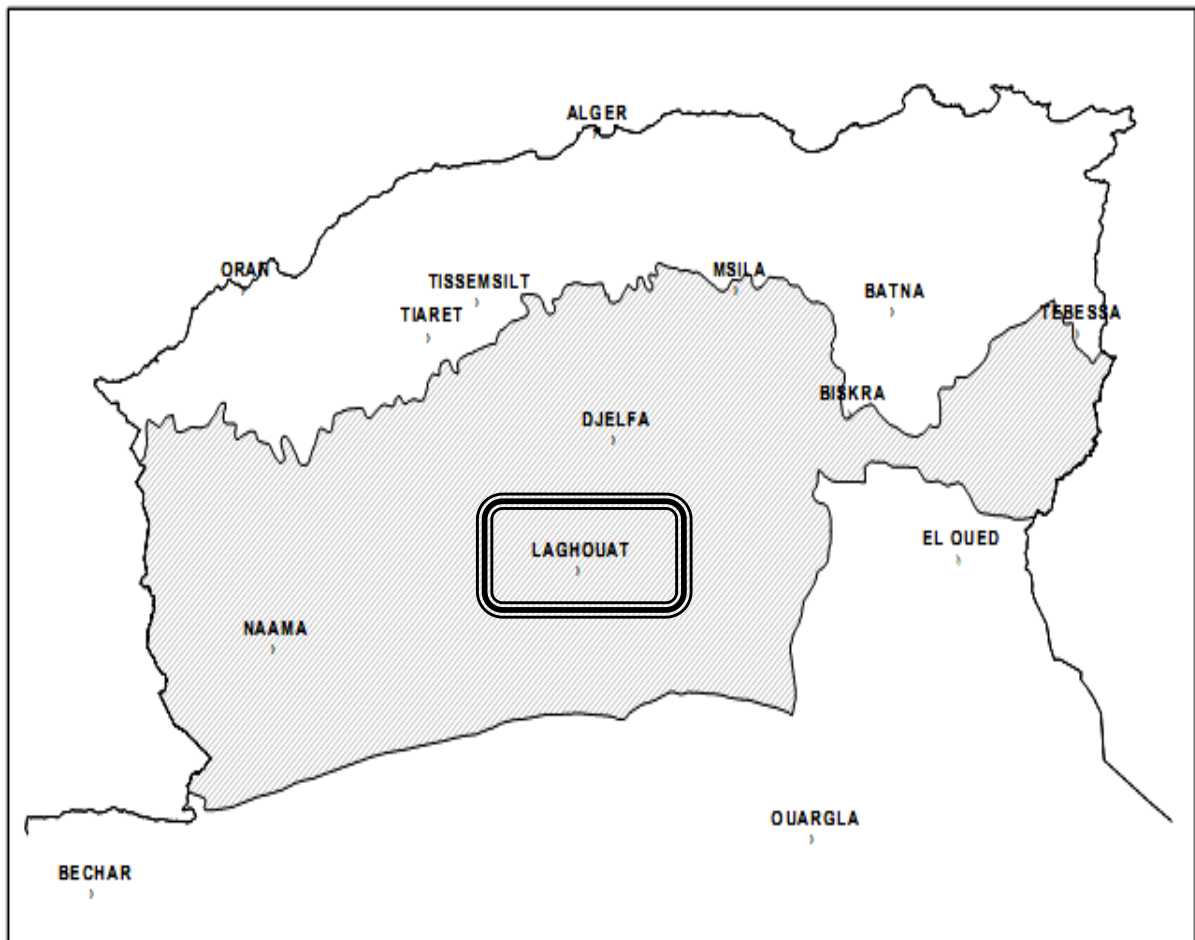 ALGER
ORAN
TISSEMSILT
MSILA
BATNA
TIARET
TEBESSA
BISKRA
DJELFA
EL OUED
LAGHOUAT
NAAMA
OUARGLA
BECHAR